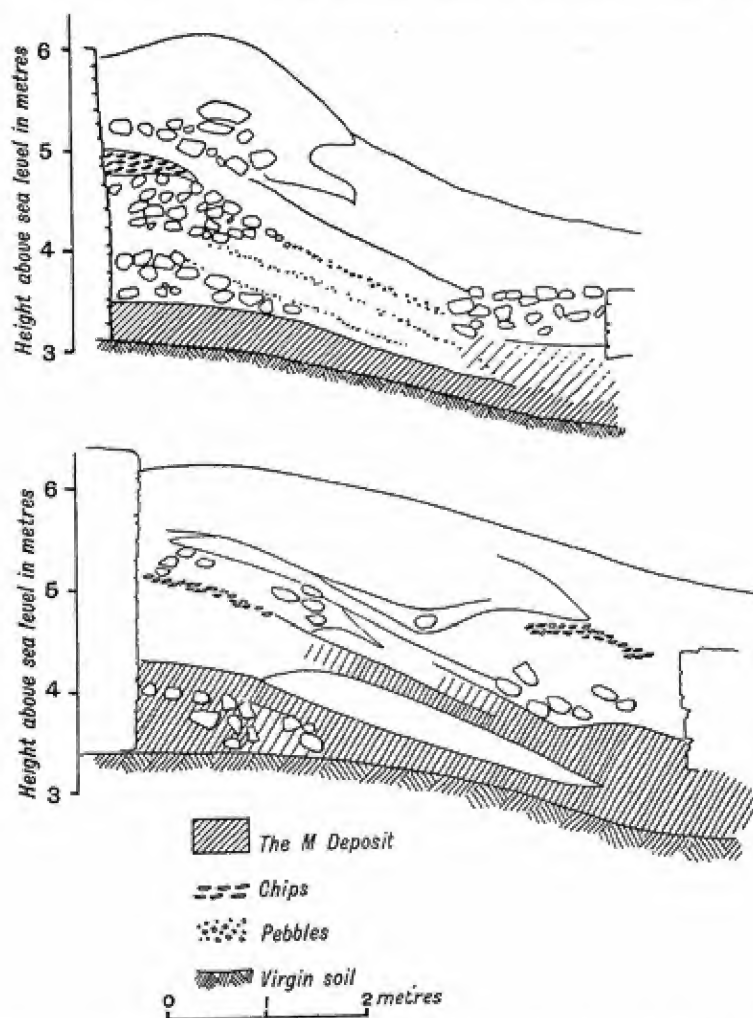 Height above sea level in metres
6
5
4
3
Height above sea level in metres
6
5
4
3
The M Deposit
Chips
Pebbles
Virgin soil
0 1 2 metres